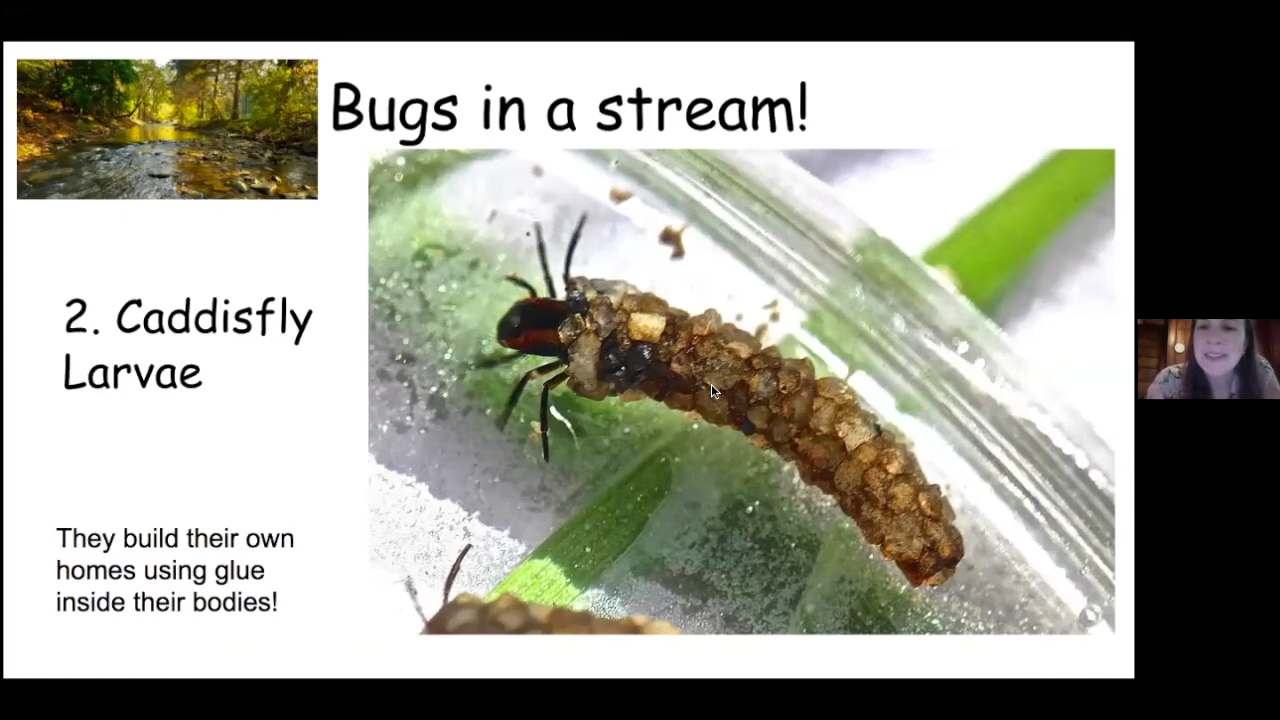 Bugs in a stream!
2. Caddisfly
Larvae
They build their own
homes using glue
inside their bodies!